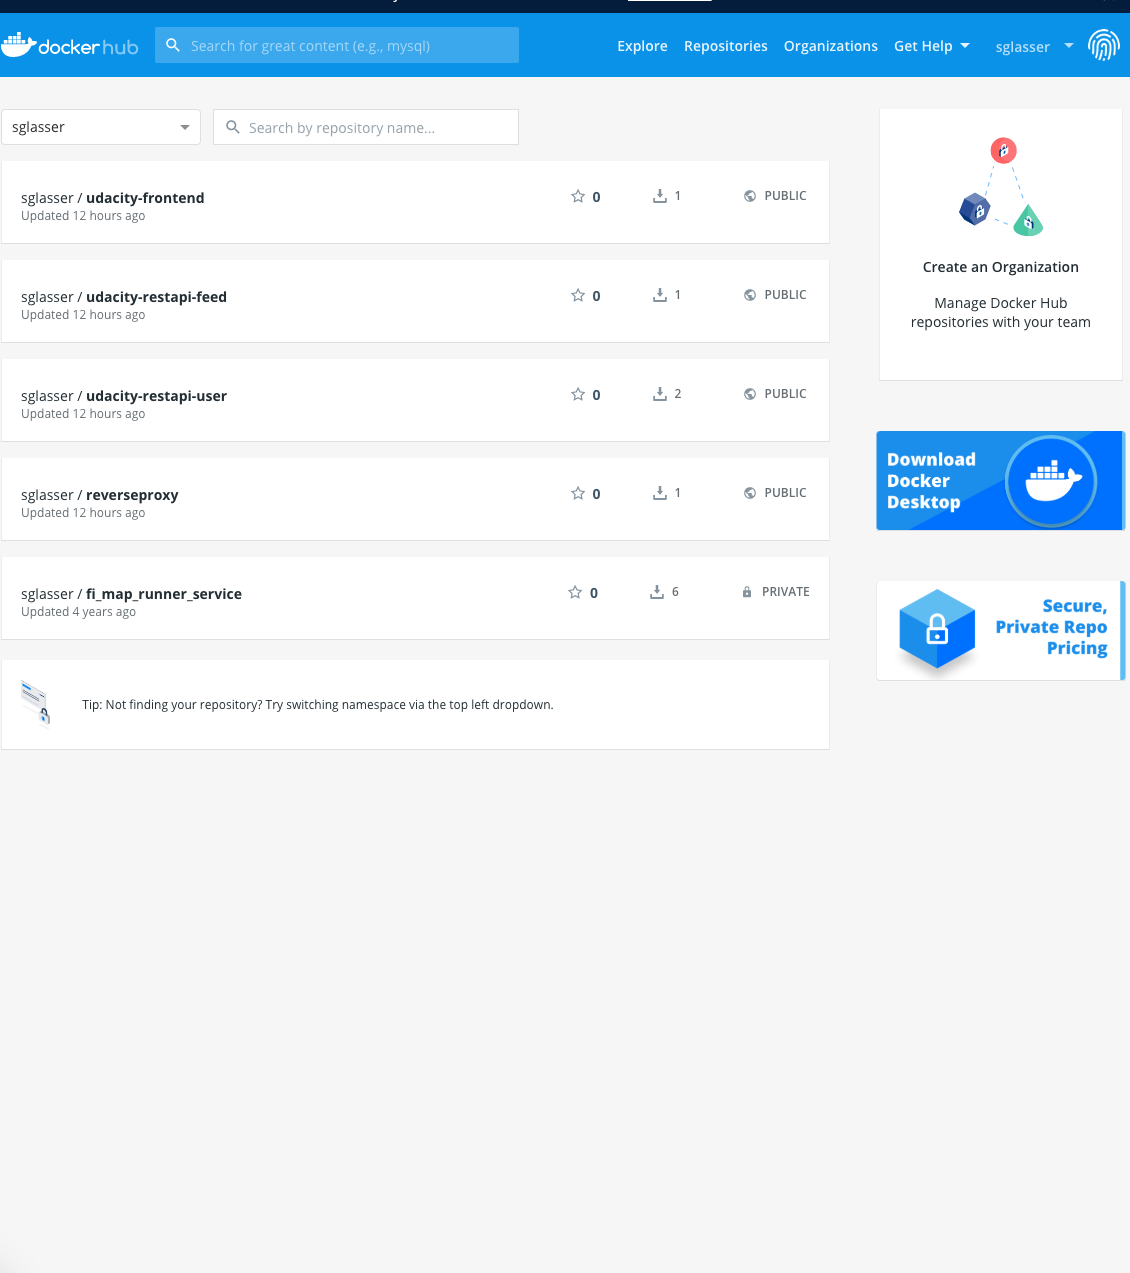 docker hub
Search for great content (e.g., mysql)
Explore
Repositories
Organizations
Get Help
sglasser
sglasser
Search by repository name...
sglasser / udacity-frontend
Updated 12 hours ago
0
1
PUBLIC
sglasser / udacity-restapi-feed
Updated 12 hours ago
0
1
PUBLIC
sglasser / udacity-restapi-user
Updated 12 hours ago
0
2
PUBLIC
sglasser / reverseproxy
Updated 12 hours ago
0
1
PUBLIC
sglasser / fi_map_runner_service
Updated 4 years ago
0
6
PRIVATE
Tip: Not finding your repository? Try switching namespace via the top left dropdown.
Create an Organization
Manage Docker Hub
repositories with your team
Download
Docker
Desktop
Secure,
Private Repo
Pricing